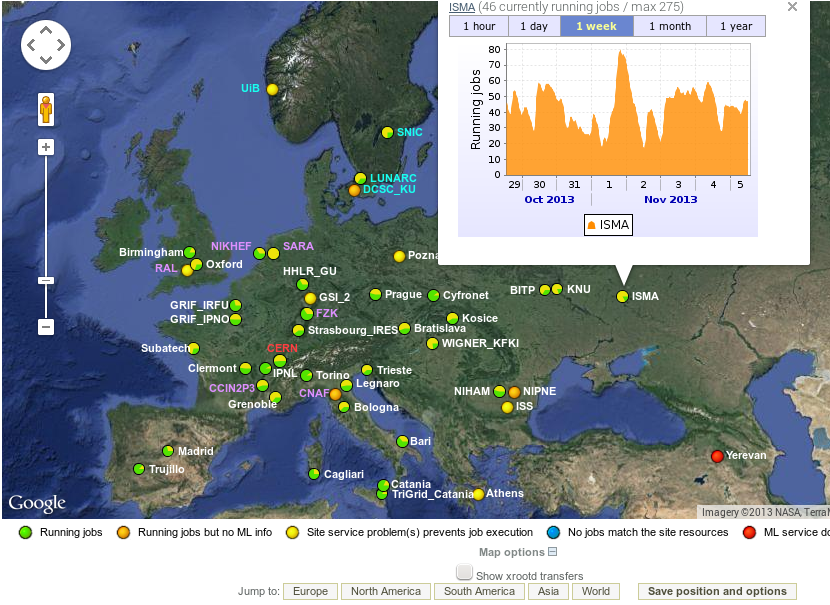 ISMA (46 currently running jobs / max 275)
1 hour 1 day 1 week 1 month 1 year
Running jobs
80
70
60
50
40
30
20
10
0
29 30 31 1 2 3 4 5
Oct 2013 Nov 2013
ISMA
UiB
SNIC
LUNARC
DCSC_KU
Birmingham
NIKHEF
SARA
RAL
Oxford
Pozna
HHLR_GU
GSI_2
Prague
Cyfronet
BITP
KNU
ISMA
GRIF_IRFU
GRIF_IPNO
FZK
Strasbourg_IRES
Kosice
Bratislava
WIGNER_KFKI
Subatech
CERN
Clermont
IPNL
Torino
Trieste
CCIN2P3
Legnaro
Grenoble
CNAF
Bologna
NIHAM
NIPNE
ISS
Madrid
Trujillo
Bari
Yerevan
Cagliari
Catania
TriGrid_Catania
Athens
Google
Imagery ©2013 NASA, TerraM
Running jobs Running jobs but no ML info Site service problem(s) prevents job execution No jobs match the site resources ML service do
Map options
Show xrootd transfers
Jump to: Europe North America South America Asia World Save position and options